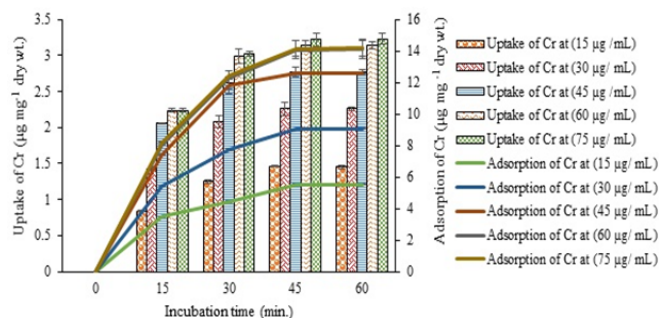 Uptake of Cr (µg mg⁻¹ dry wt.)
3.5
3
2.5
2
1.5
1
0.5
0
0
15
30
45
60
Incubation time (min.)
16
14
12
10
8
6
4
2
0
Adsorption of Cr (µg mg⁻¹ dry wt.)
Uptake of Cr at (15 µg /mL)
Uptake of Cr at (30 µg /mL)
Uptake of Cr at (45 µg /mL)
Uptake of Cr at (60 µg /mL)
Uptake of Cr at (75 µg /mL)
Adsorption of Cr at (15 µg/mL)
Adsorption of Cr at (30 µg/mL)
Adsorption of Cr at (45 µg/mL)
Adsorption of Cr at (60 µg/mL)
Adsorption of Cr at (75 µg/mL)